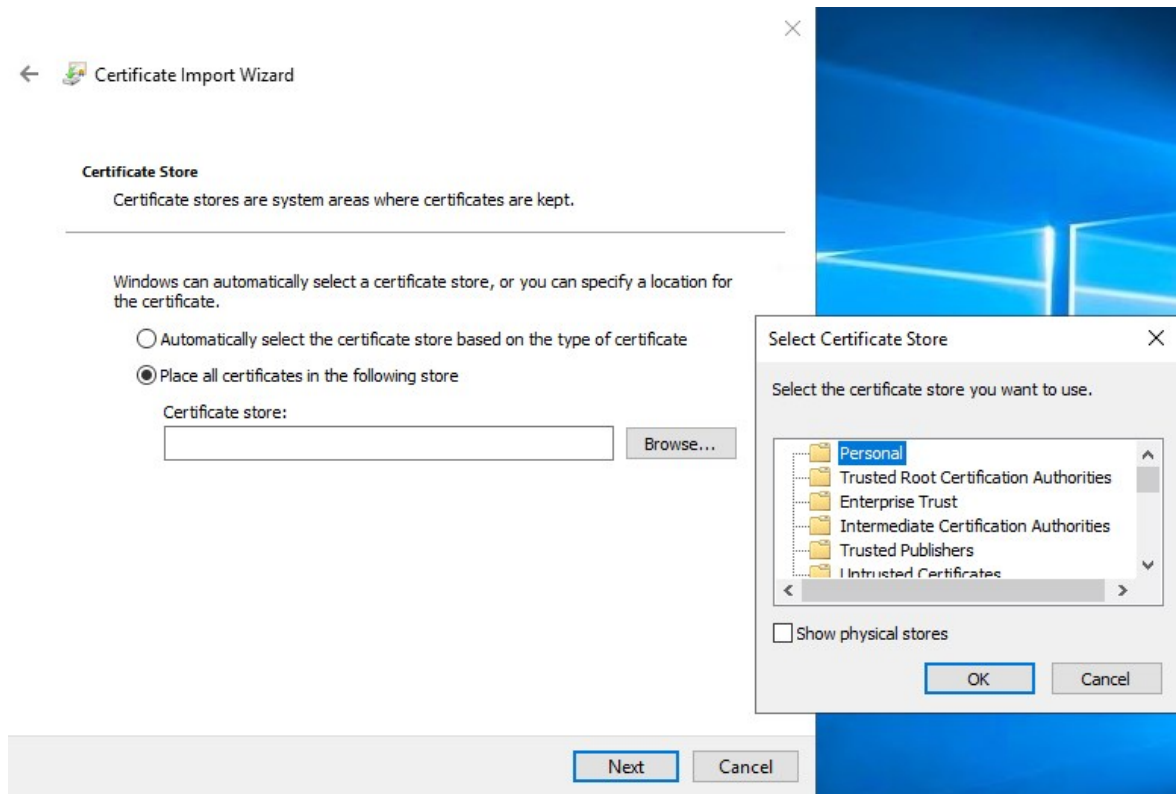 Certificate Import Wizard
Certificate Store
Certificate stores are system areas where certificates are kept.
Windows can automatically select a certificate store, or you can specify a location for
the certificate.
Automatically select the certificate store based on the type of certificate
Place all certificates in the following store
Certificate store:
Browse...
Next
Cancel
Select Certificate Store
Select the certificate store you want to use.
Personal
Trusted Root Certification Authorities
Enterprise Trust
Intermediate Certification Authorities
Trusted Publishers
Untrusted Certificates
Show physical stores
OK
Cancel